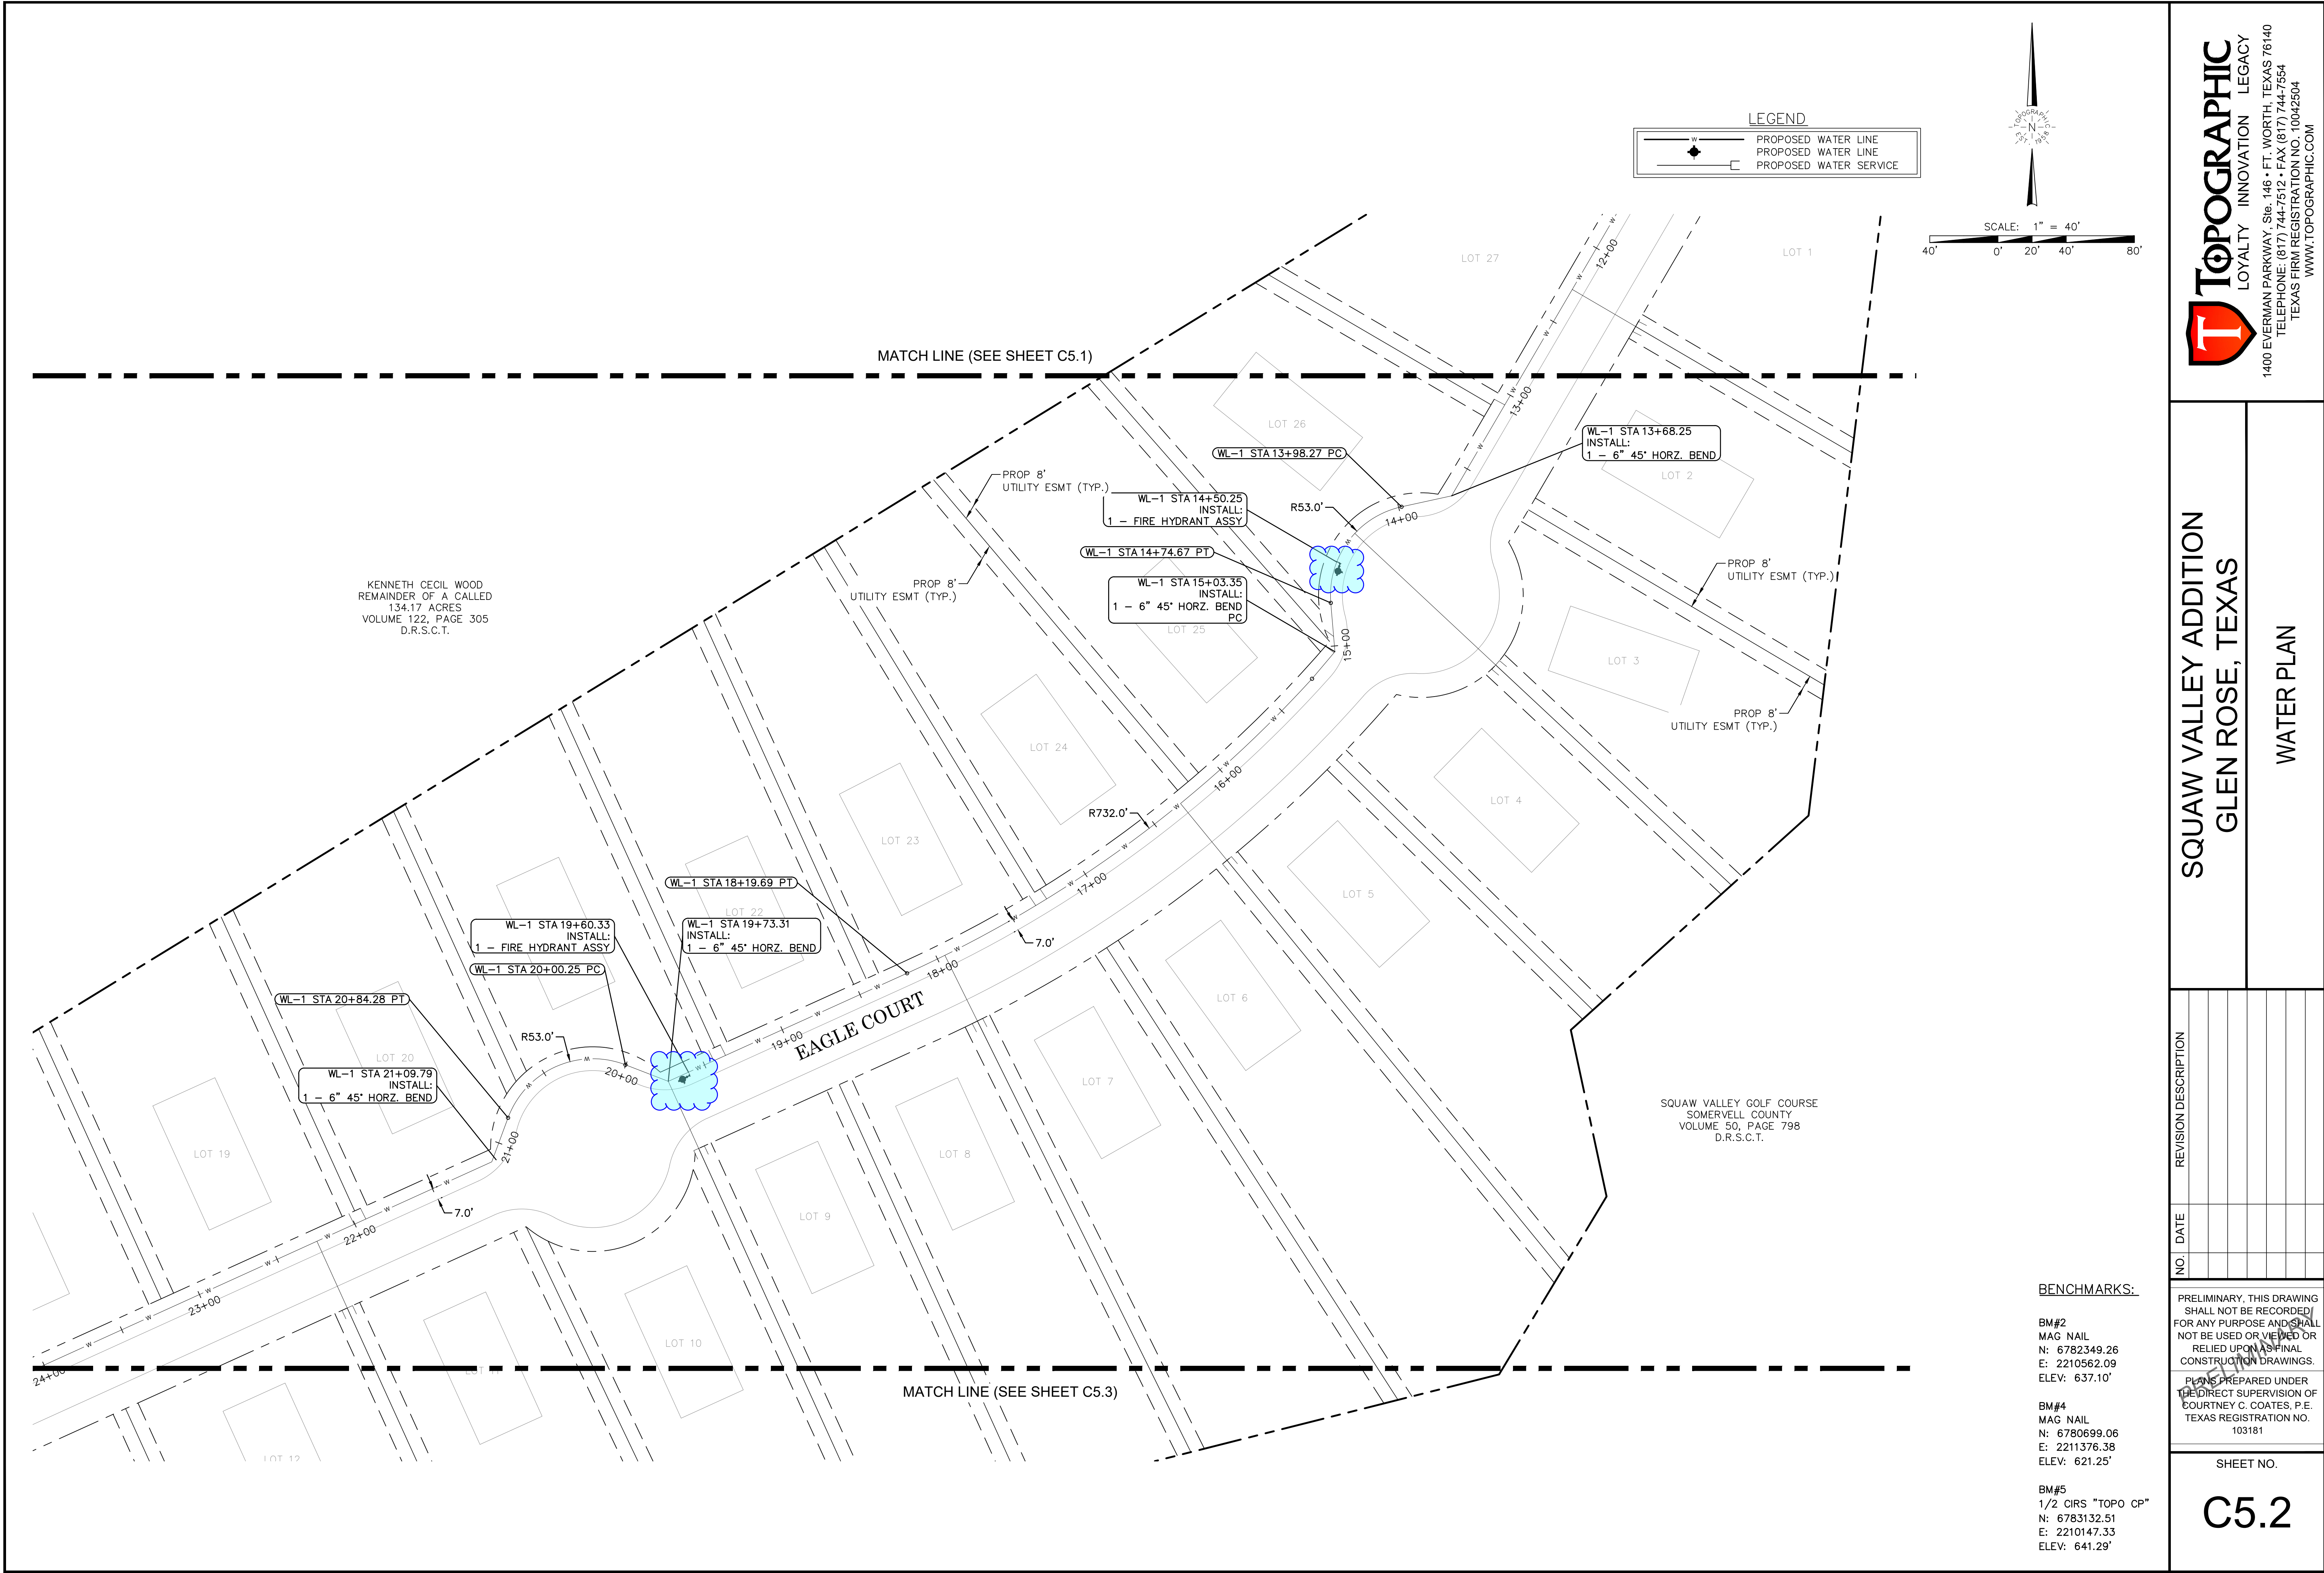 LEGEND
W PROPOSED WATER LINE
PROPOSED WATER LINE
PROPOSED WATER SERVICE
TOPOGRAPHIC
N
EST. 1958
SCALE: 1" = 40'
40' 0' 20' 40' 80'
MATCH LINE (SEE SHEET C5.1)
LOT 27
LOT 1
12+00
13+00
LOT 26
LOT 2
WL-1 STA 13+68.25
INSTALL:
1 - 6" 45° HORZ. BEND
WL-1 STA 13+98.27 PC
PROP 8'
UTILITY ESMT (TYP.)
WL-1 STA 14+50.25
INSTALL:
1 - FIRE HYDRANT ASSY
R53.0'
14+00
WL-1 STA 14+74.67 PT
WL-1 STA 15+03.35
INSTALL:
1 - 6" 45° HORZ. BEND
PC
15+00
PROP 8'
UTILITY ESMT (TYP.)
PROP 8'
UTILITY ESMT (TYP.)
PROP 8'
UTILITY ESMT (TYP.)
KENNETH CECIL WOOD
REMAINDER OF A CALLED
134.17 ACRES
VOLUME 122, PAGE 305
D.R.S.C.T.
LOT 25
LOT 3
LOT 24
LOT 4
16+00
R732.0'
LOT 23
LOT 5
17+00
WL-1 STA 18+19.69 PT
LOT 22
WL-1 STA 19+60.33
INSTALL:
1 - FIRE HYDRANT ASSY
WL-1 STA 19+73.31
INSTALL:
1 - 6" 45° HORZ. BEND
7.0'
18+00
WL-1 STA 20+00.25 PC
WL-1 STA 20+84.28 PT
LOT 6
EAGLE COURT
19+00
R53.0'
20+00
LOT 20
WL-1 STA 21+09.79
INSTALL:
1 - 6" 45° HORZ. BEND
21+00
LOT 7
SQUAW VALLEY GOLF COURSE
SOMERVELL COUNTY
VOLUME 50, PAGE 798
D.R.S.C.T.
LOT 19
LOT 8
7.0'
LOT 9
22+00
23+00
LOT 10
24+00
LOT 12
MATCH LINE (SEE SHEET C5.3)
BENCHMARKS:
BM#2
MAG NAIL
N: 6782349.26
E: 2210562.09
ELEV: 637.10'
BM#4
MAG NAIL
N: 6780699.06
E: 2211376.38
ELEV: 621.25'
BM#5
1/2 CIRS "TOPO CP"
N: 6783132.51
E: 2210147.33
ELEV: 641.29'
T TOPOGRAPHIC
LOYALTY INNOVATION LEGACY
1400 EVERMAN PARKWAY, Ste. 146 • FT. WORTH, TEXAS 76140
TELEPHONE: (817) 744-7512 • FAX (817) 744-7554
TEXAS FIRM REGISTRATION NO. 10042504
WWW.TOPOGRAPHIC.COM
SQUAW VALLEY ADDITION
GLEN ROSE, TEXAS
WATER PLAN
NO. DATE REVISION DESCRIPTION
PRELIMINARY, THIS DRAWING
SHALL NOT BE RECORDED
FOR ANY PURPOSE AND SHALL
NOT BE USED OR VIEWED OR
RELIED UPON AS FINAL
CONSTRUCTION DRAWINGS.
PRELIMINARY
PLANS PREPARED UNDER
THE DIRECT SUPERVISION OF
COURTNEY C. COATES, P.E.
TEXAS REGISTRATION NO.
103181
SHEET NO.
C5.2